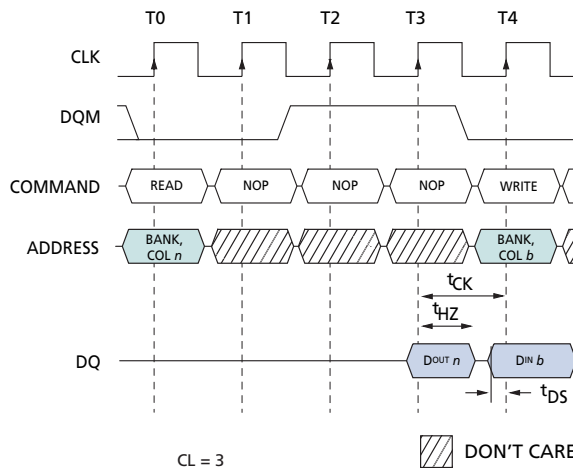 T0 T1 T2 T3 T4
CLK
DQM
COMMAND READ NOP NOP NOP WRITE
ADDRESS BANK, COL n BANK, COL b
tCK
tHZ
DQ DOUT n DIN b
tDS
CL = 3 DON'T CARE